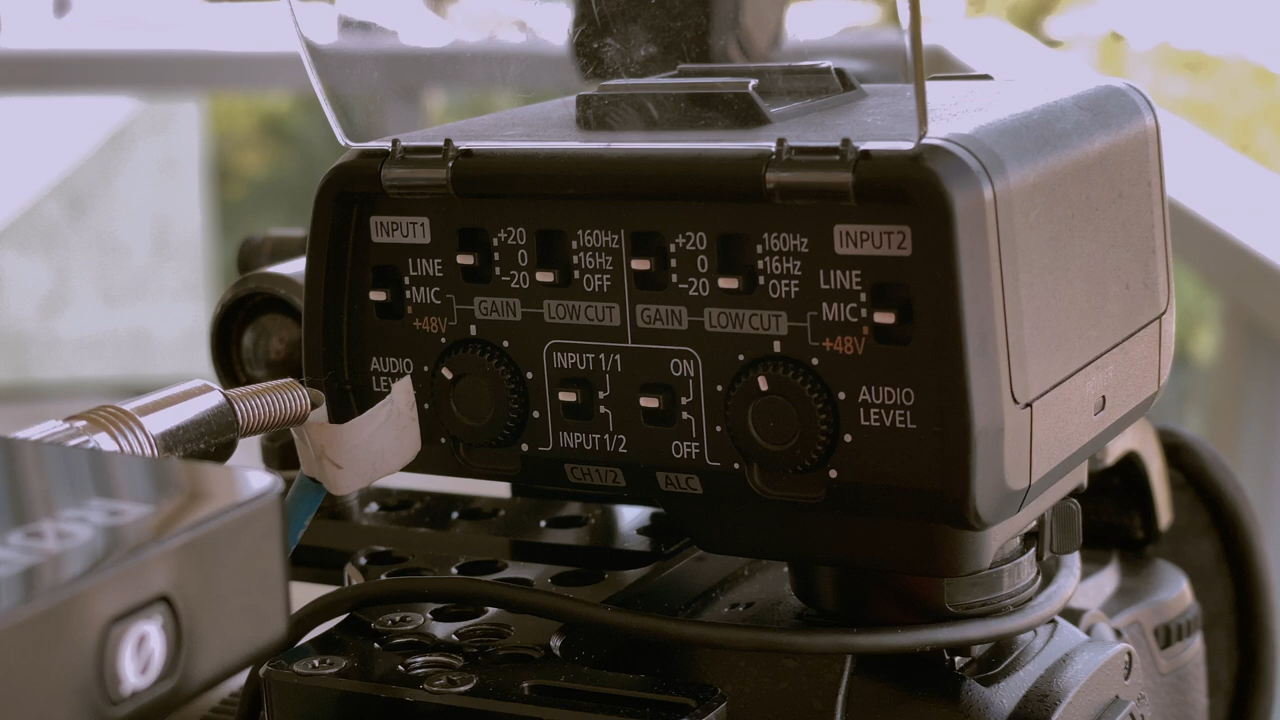 INPUT1
+20
0
−20
160Hz
16Hz
OFF
+20
0
−20
160Hz
16Hz
OFF
INPUT2
LINE
MIC
+48V
GAIN
LOW CUT
GAIN
LOW CUT
LINE
MIC
+48V
AUDIO
INPUT 1/1
INPUT 1/2
ON
OFF
AUDIO
LEVEL
CH 1/2
ALC